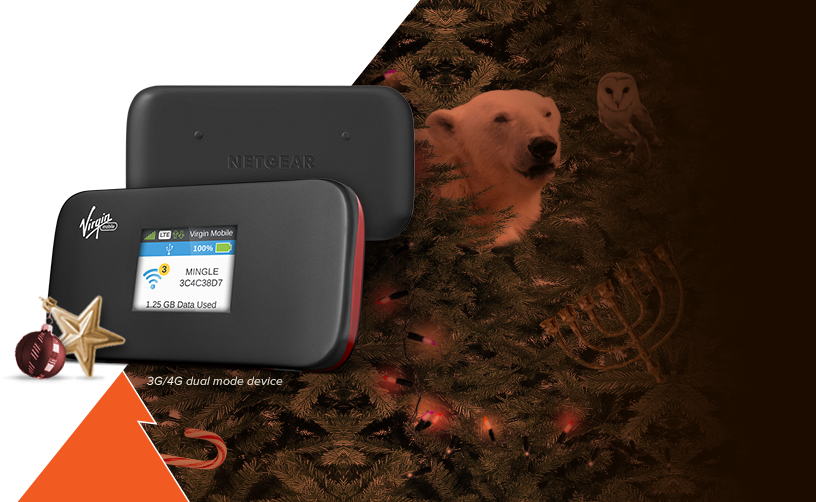 NETGEAR
Virgin
mobile
LTE Virgin Mobile
100%
3
MINGLE
3C4C38D7
1.25 GB Data Used
3G/4G dual mode device